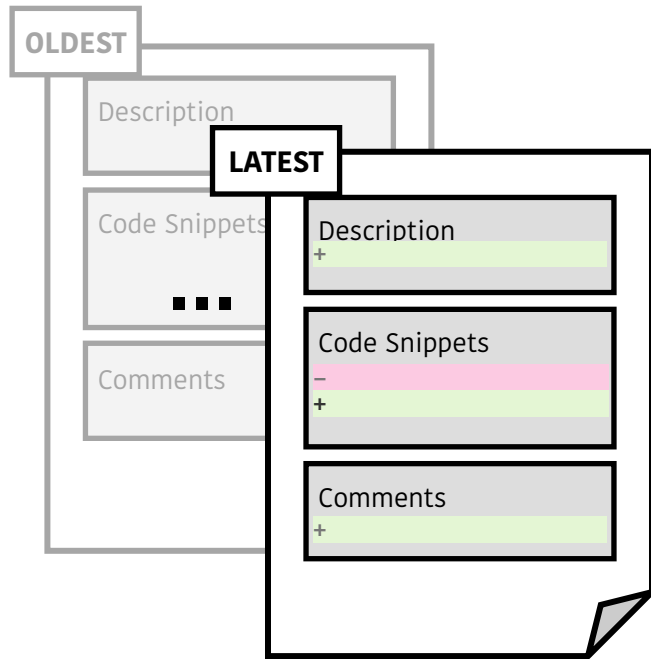 OLDEST
Description
Code Snippets
...
Comments
LATEST
Description
+
Code Snippets
−
+
Comments
+